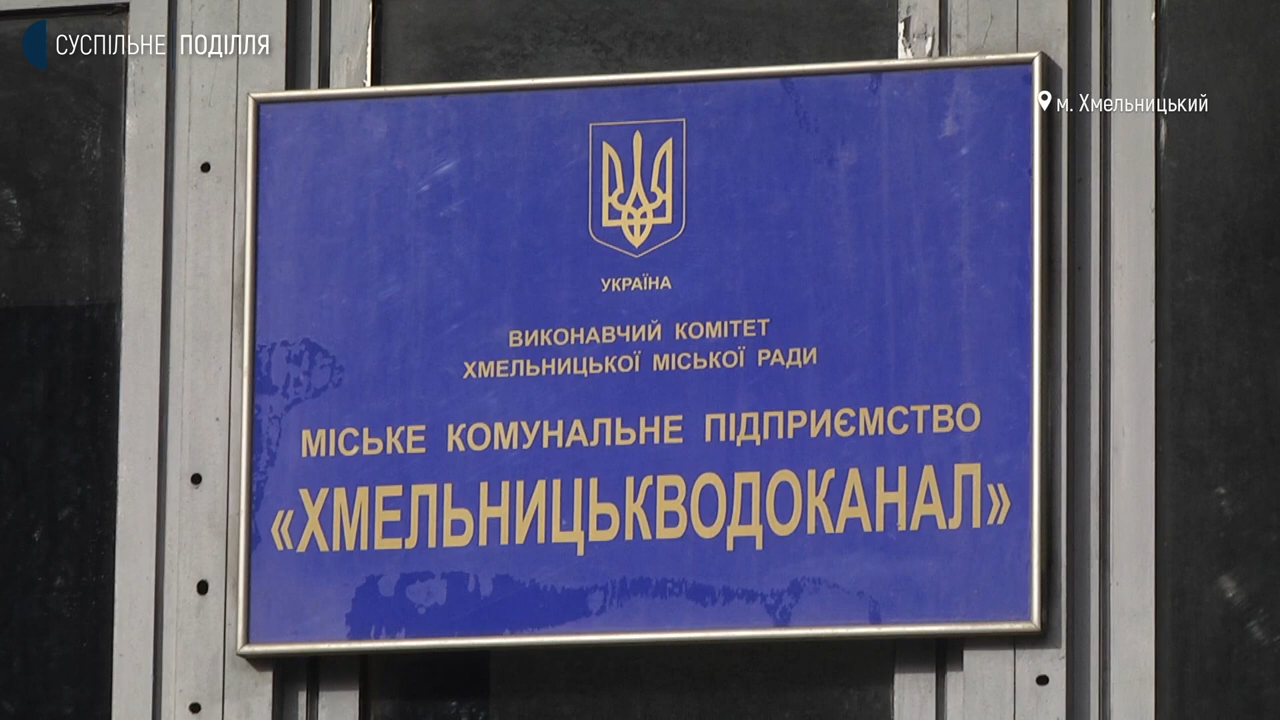 СУСПІЛЬНЕ ПОДІЛЛЯ
м. Хмельницький
УКРАЇНА
ВИКОНАВЧИЙ КОМІТЕТ
ХМЕЛЬНИЦЬКОЇ МІСЬКОЇ РАДИ
МІСЬКЕ КОМУНАЛЬНЕ ПІДПРИЄМСТВО
«ХМЕЛЬНИЦЬКВОДОКАНАЛ»